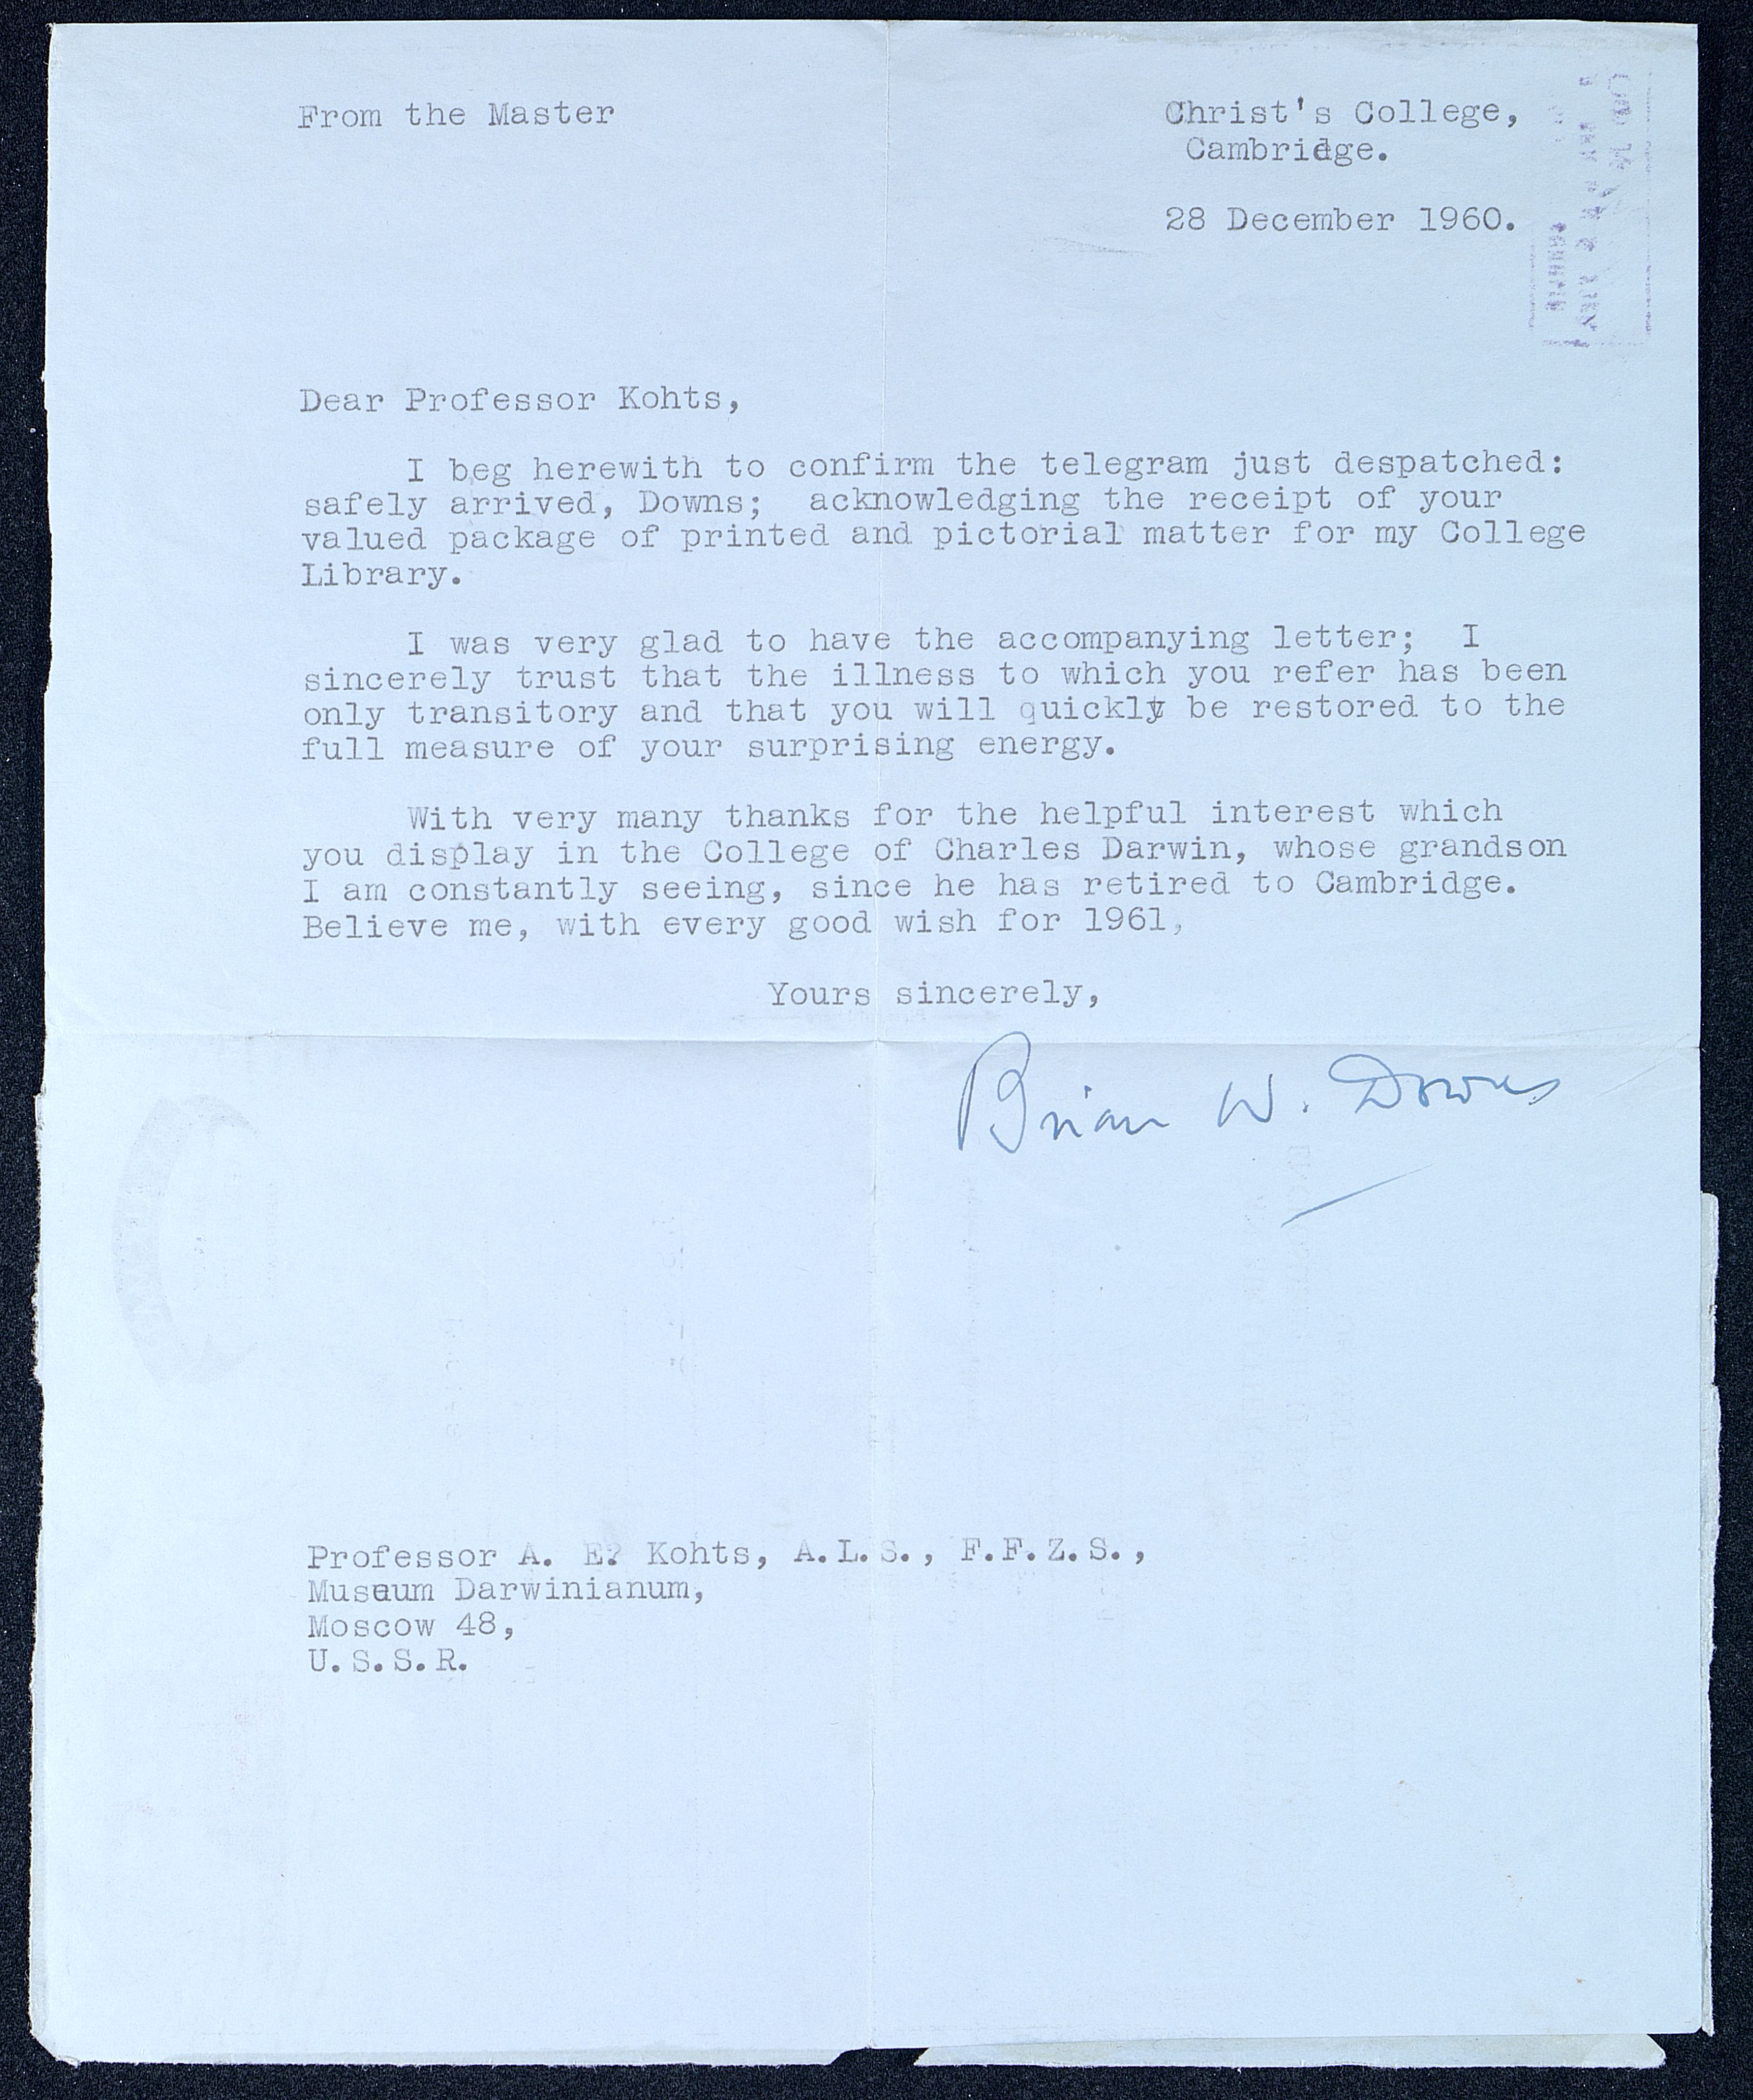 From the Master
Christ's College,
Cambridge.
28 December 1960.
Dear Professor Kohts,
I beg herewith to confirm the telegram just despatched:
safely arrived, Downs; acknowledging the receipt of your
valued package of printed and pictorial matter for my College
Library.
I was very glad to have the accompanying letter; I
sincerely trust that the illness to which you refer has been
only transitory and that you will quickly be restored to the
full measure of your surprising energy.
With very many thanks for the helpful interest which
you display in the College of Charles Darwin, whose grandson
I am constantly seeing, since he has retired to Cambridge.
Believe me, with every good wish for 1961,
Yours sincerely,
Brian W. Downs
Professor A. E? Kohts, A.L.S., F.F.Z.S.,
Museum Darwinianum,
Moscow 48,
U.S.S.R.